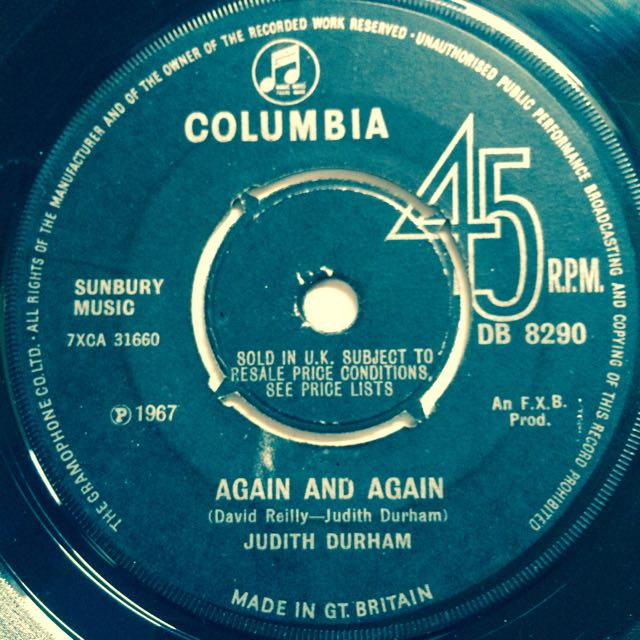 THE GRAMOPHONE CO. LTD. · ALL RIGHTS OF THE MANUFACTURER AND OF THE OWNER OF THE RECORDED WORK RESERVED · UNAUTHORISED PUBLIC PERFORMANCE BROADCASTING AND COPYING OF THIS RECORD PROHIBITED
COLUMBIA
45
R.P.M.
SUNBURY
MUSIC
7XCA 31660
DB 8290
SOLD IN U.K. SUBJECT TO
RESALE PRICE CONDITIONS,
SEE PRICE LISTS
℗ 1967
An F.X.B.
Prod.
AGAIN AND AGAIN
(David Reilly—Judith Durham)
JUDITH DURHAM
MADE IN GT. BRITAIN